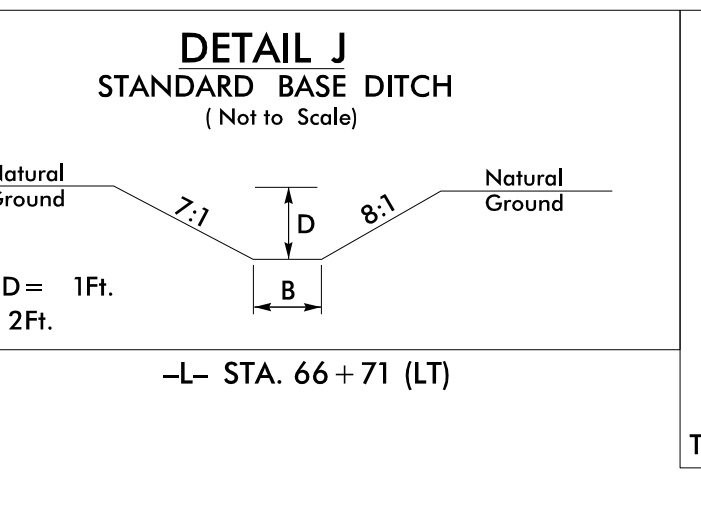 DETAIL J
STANDARD BASE DITCH
( Not to Scale)
Natural
Ground
7:1
D
8:1
Natural
Ground
D = 1Ft.
B
2Ft.
–L– STA. 66 + 71 (LT)
T